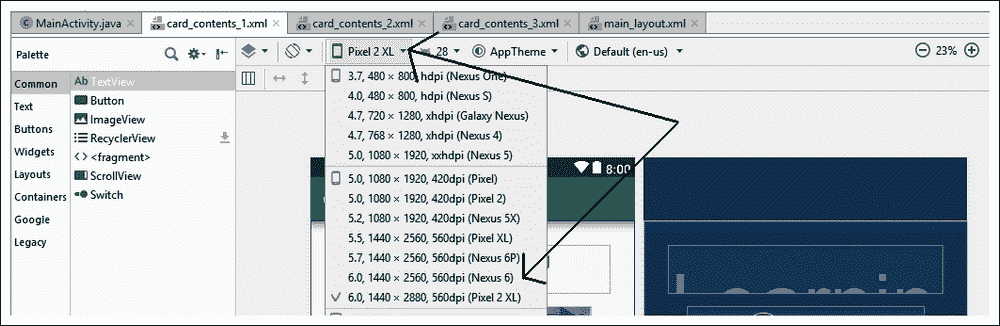 MainActivity.java
card_contents_1.xml
card_contents_2.xml
card_contents_3.xml
main_layout.xml
Palette
Pixel 2 XL
28
AppTheme
Default (en-us)
23%
Common
Text
Buttons
Widgets
Layouts
Containers
Google
Legacy
Ab TextView
Button
ImageView
RecyclerView
<fragment>
ScrollView
Switch
3.7, 480 × 800, hdpi (Nexus One)
4.0, 480 × 800, hdpi (Nexus S)
4.7, 720 × 1280, xhdpi (Galaxy Nexus)
4.7, 768 × 1280, xhdpi (Nexus 4)
5.0, 1080 × 1920, xxhdpi (Nexus 5)
5.0, 1080 × 1920, 420dpi (Pixel)
5.0, 1080 × 1920, 420dpi (Pixel 2)
5.2, 1080 × 1920, 420dpi (Nexus 5X)
5.5, 1440 × 2560, 560dpi (Pixel XL)
5.7, 1440 × 2560, 560dpi (Nexus 6P)
6.0, 1440 × 2560, 560dpi (Nexus 6)
6.0, 1440 × 2880, 560dpi (Pixel 2 XL)
8:00